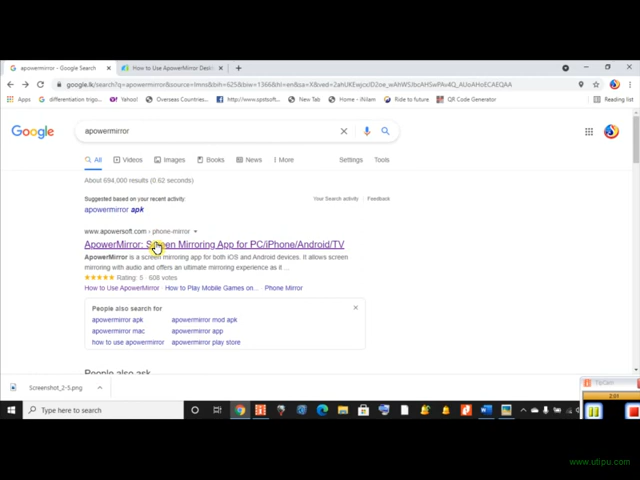 apowermirror - Google Search
How to Use ApowerMirror Des
google.lk/search?q=apowermirror&source=lmns&bih=625&biw=1366&hl=en&sa=X&ved=
Apps
differentiation trigo...
Yahoo!
Overseas Countries...
New Tab
Home - iNilam
Ride to future
QR Code Generator
Reading list
Google
apowermirror
All
Videos
Images
Books
News
More
Settings
Tools
About 694,000 results (0.62 seconds)
Suggested based on your recent activity
Your Search activity
Feedback
apowermirror apk
www.apowersoft.com › phone-mirror
ApowerMirror: Screen Mirroring App for PC/iPhone/Android/TV
ApowerMirror is a screen mirroring app for both iOS and Android devices. It allows screen
mirroring with audio and offers an ultimate mirroring experience as it ...
5 · 608 votes
How to Use ApowerMirror · How to Play Mobile Games on... · Phone Mirror
People also search for
apowermirror apk
apowermirror mod apk
apowermirror mac
apowermirror app
how to use apowermirror
apowermirror play store
People also ask
Screenshot_2-5.png
2:01
Type here to search
www.utipu.com